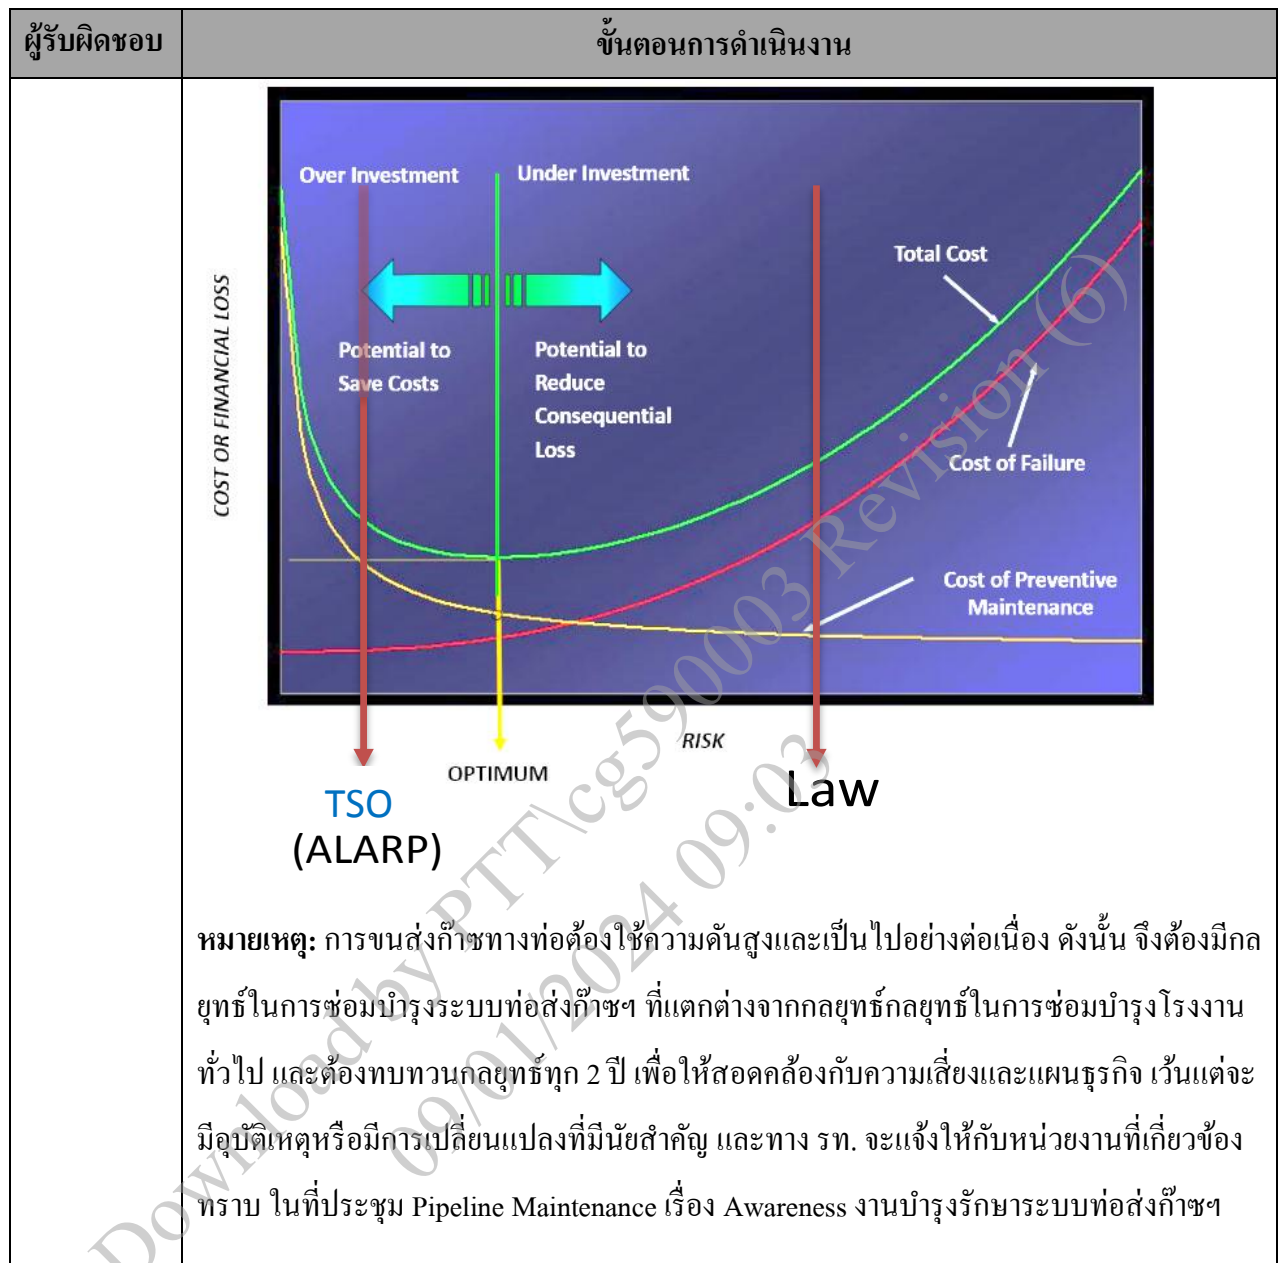 ผู้รับผิดชอบ
ขั้นตอนการดำเนินงาน
Over Investment
Under Investment
Total Cost
Potential to
Save Costs
Potential to
Reduce
Consequential
Loss
Cost of Failure
Cost of Preventive
Maintenance
COST OR FINANCIAL LOSS
RISK
OPTIMUM
TSO
(ALARP)
Law
หมายเหตุ: การขนส่งก๊าซทางท่อต้องใช้ความดันสูงและเป็นไปอย่างต่อเนื่อง ดังนั้น จึงต้องมีกล
ยุทธ์ในการซ่อมบำรุงระบบท่อส่งก๊าซฯ ที่แตกต่างจากกลยุทธ์กลยุทธ์ในการซ่อมบำรุงโรงงาน
ทั่วไป และต้องทบทวนกลยุทธ์ทุก 2 ปี เพื่อให้สอดคล้องกับความเสี่ยงและแผนธุรกิจ เว้นแต่จะ
มีอุบัติเหตุหรือมีการเปลี่ยนแปลงที่มีนัยสำคัญ และทาง รท. จะแจ้งให้กับหน่วยงานที่เกี่ยวข้อง
ทราบ ในที่ประชุม Pipeline Maintenance เรื่อง Awareness งานบำรุงรักษาระบบท่อส่งก๊าซฯ
Download by PTT\cg590003 Revision (6)
09/01/2024 09:03